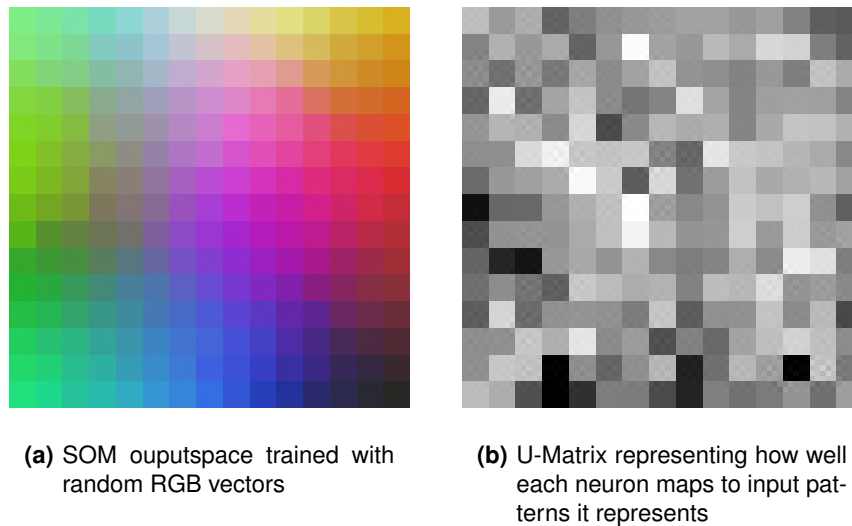 (a) SOM ouputspace trained with
random RGB vectors
(b) U-Matrix representing how well
each neuron maps to input pat-
terns it represents